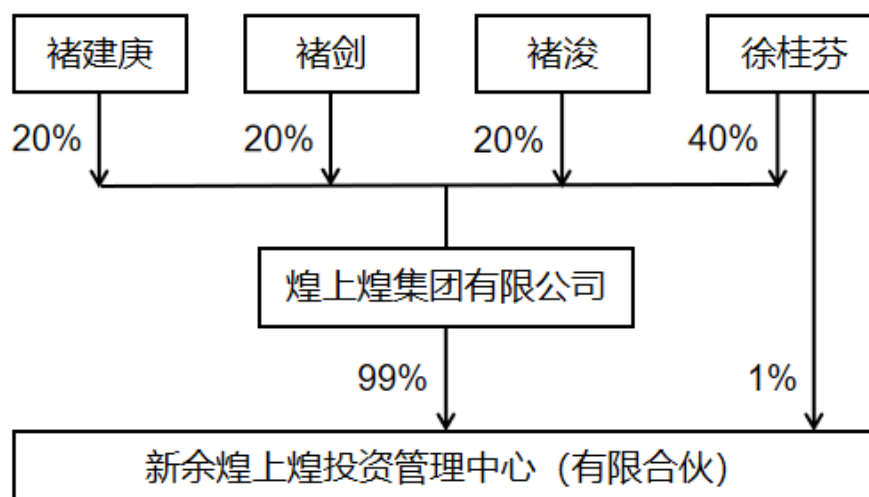 褚建庚
褚剑
褚浚
徐桂芬
20%
20%
20%
40%
煌上煌集团有限公司
99%
1%
新余煌上煌投资管理中心（有限合伙）